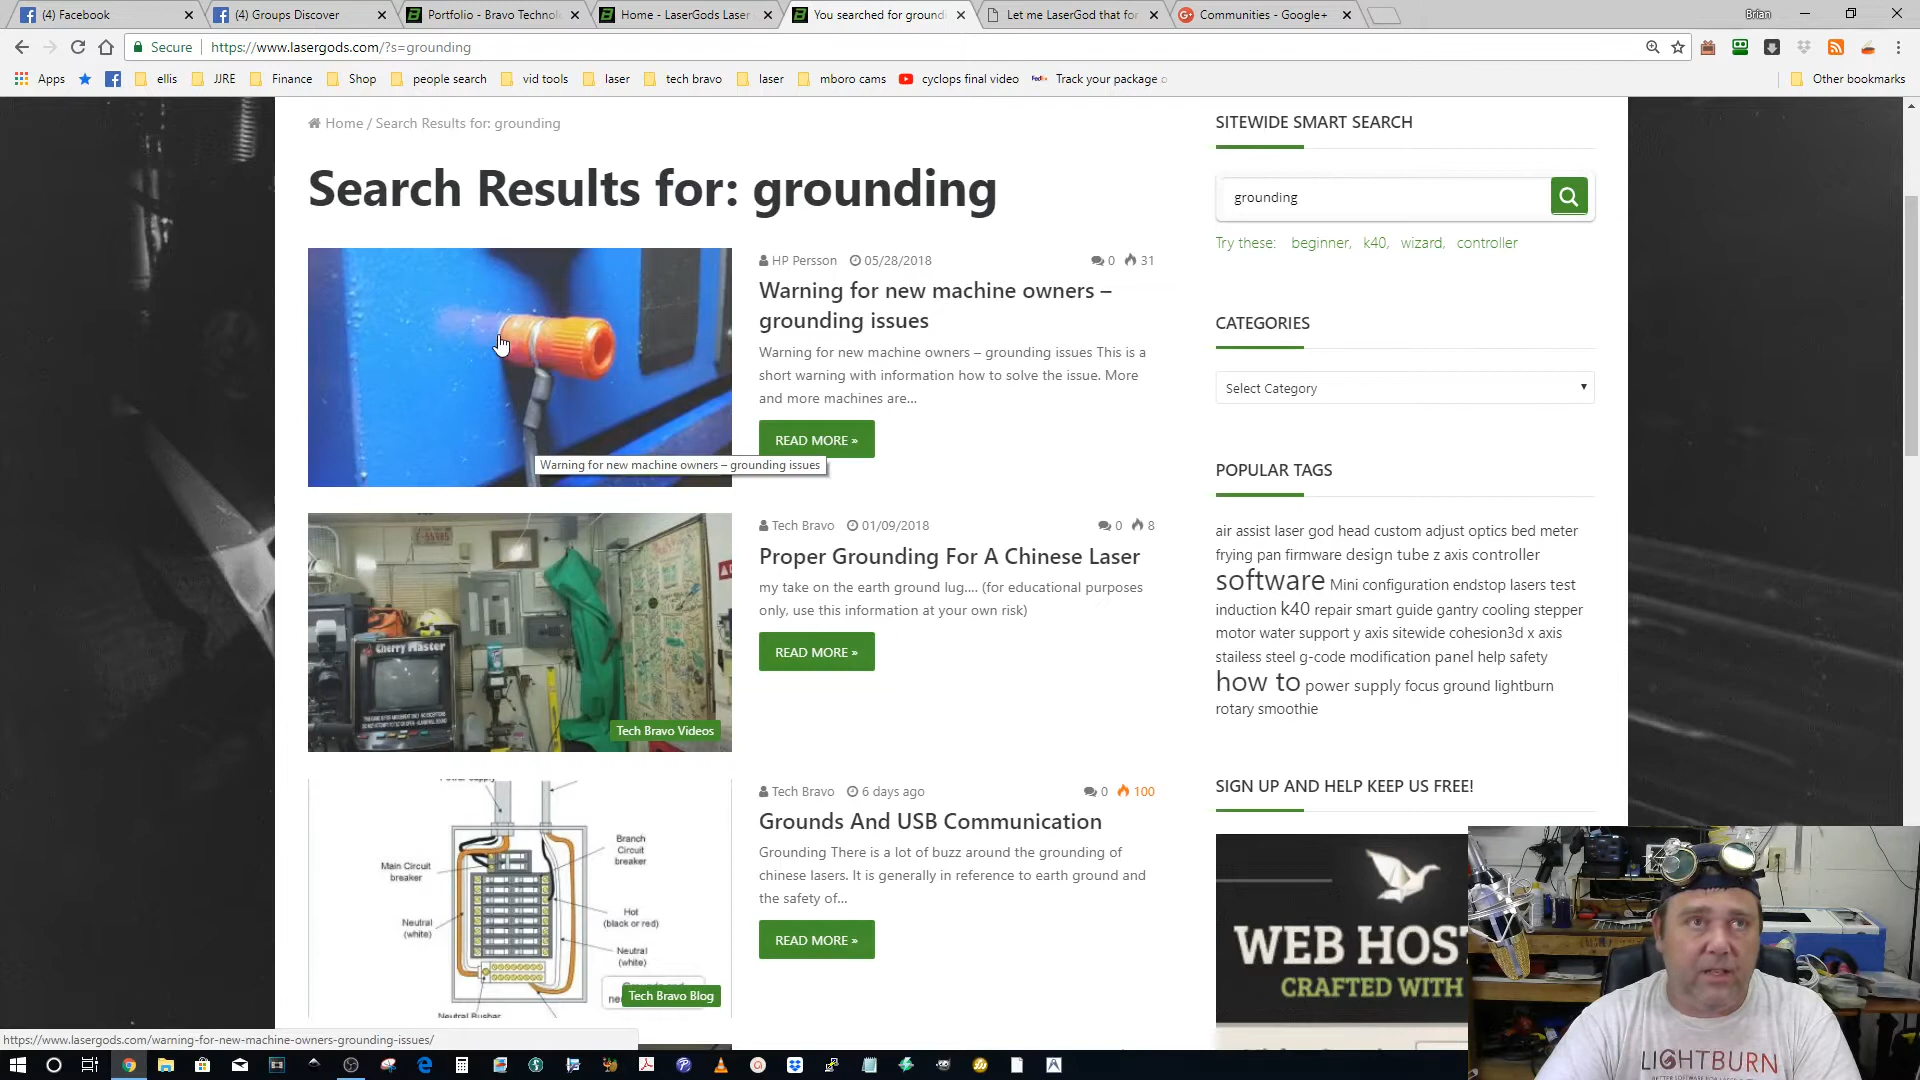 (4) Facebook
(4) Groups Discover
Portfolio - Bravo Technol
Home - LaserGods Laser
You searched for ground
Let me LaserGod that for
Communities - Google+
Brian
Secure
https://www.lasergods.com/?s=grounding
Apps
ellis
JJRE
Finance
Shop
people search
vid tools
laser
tech bravo
laser
mboro cams
cyclops final video
FedEx
Track your package o
Other bookmarks
Home / Search Results for: grounding
Search Results for: grounding
HP Persson 05/28/2018 0 31
Warning for new machine owners –
grounding issues
Warning for new machine owners – grounding issues This is a
short warning with information how to solve the issue. More
and more machines are...
READ MORE »
Warning for new machine owners – grounding issues
Cherry Master
Tech Bravo Videos
Tech Bravo 01/09/2018 0 8
Proper Grounding For A Chinese Laser
my take on the earth ground lug.... (for educational purposes
only, use this information at your own risk)
READ MORE »
Main Circuit
breaker
Branch
Circuit
breaker
Neutral
(white)
Hot
(black or red)
Neutral
(white)
Neutral Busbar
Tech Bravo Blog
Tech Bravo 6 days ago 0 100
Grounds And USB Communication
Grounding There is a lot of buzz around the grounding of
chinese lasers. It is generally in reference to earth ground and
the safety of...
READ MORE »
SITEWIDE SMART SEARCH
grounding
Try these: beginner, k40, wizard, controller
CATEGORIES
Select Category
POPULAR TAGS
air assist laser god head custom adjust optics bed meter
frying pan firmware design tube z axis controller
software Mini configuration endstop lasers test
induction k40 repair smart guide gantry cooling stepper
motor water support y axis sitewide cohesion3d x axis
stailess steel g-code modification panel help safety
how to power supply focus ground lightburn
rotary smoothie
SIGN UP AND HELP KEEP US FREE!
WEB HOST
CRAFTED WITH
LIGHTBURN
https://www.lasergods.com/warning-for-new-machine-owners-grounding-issues/